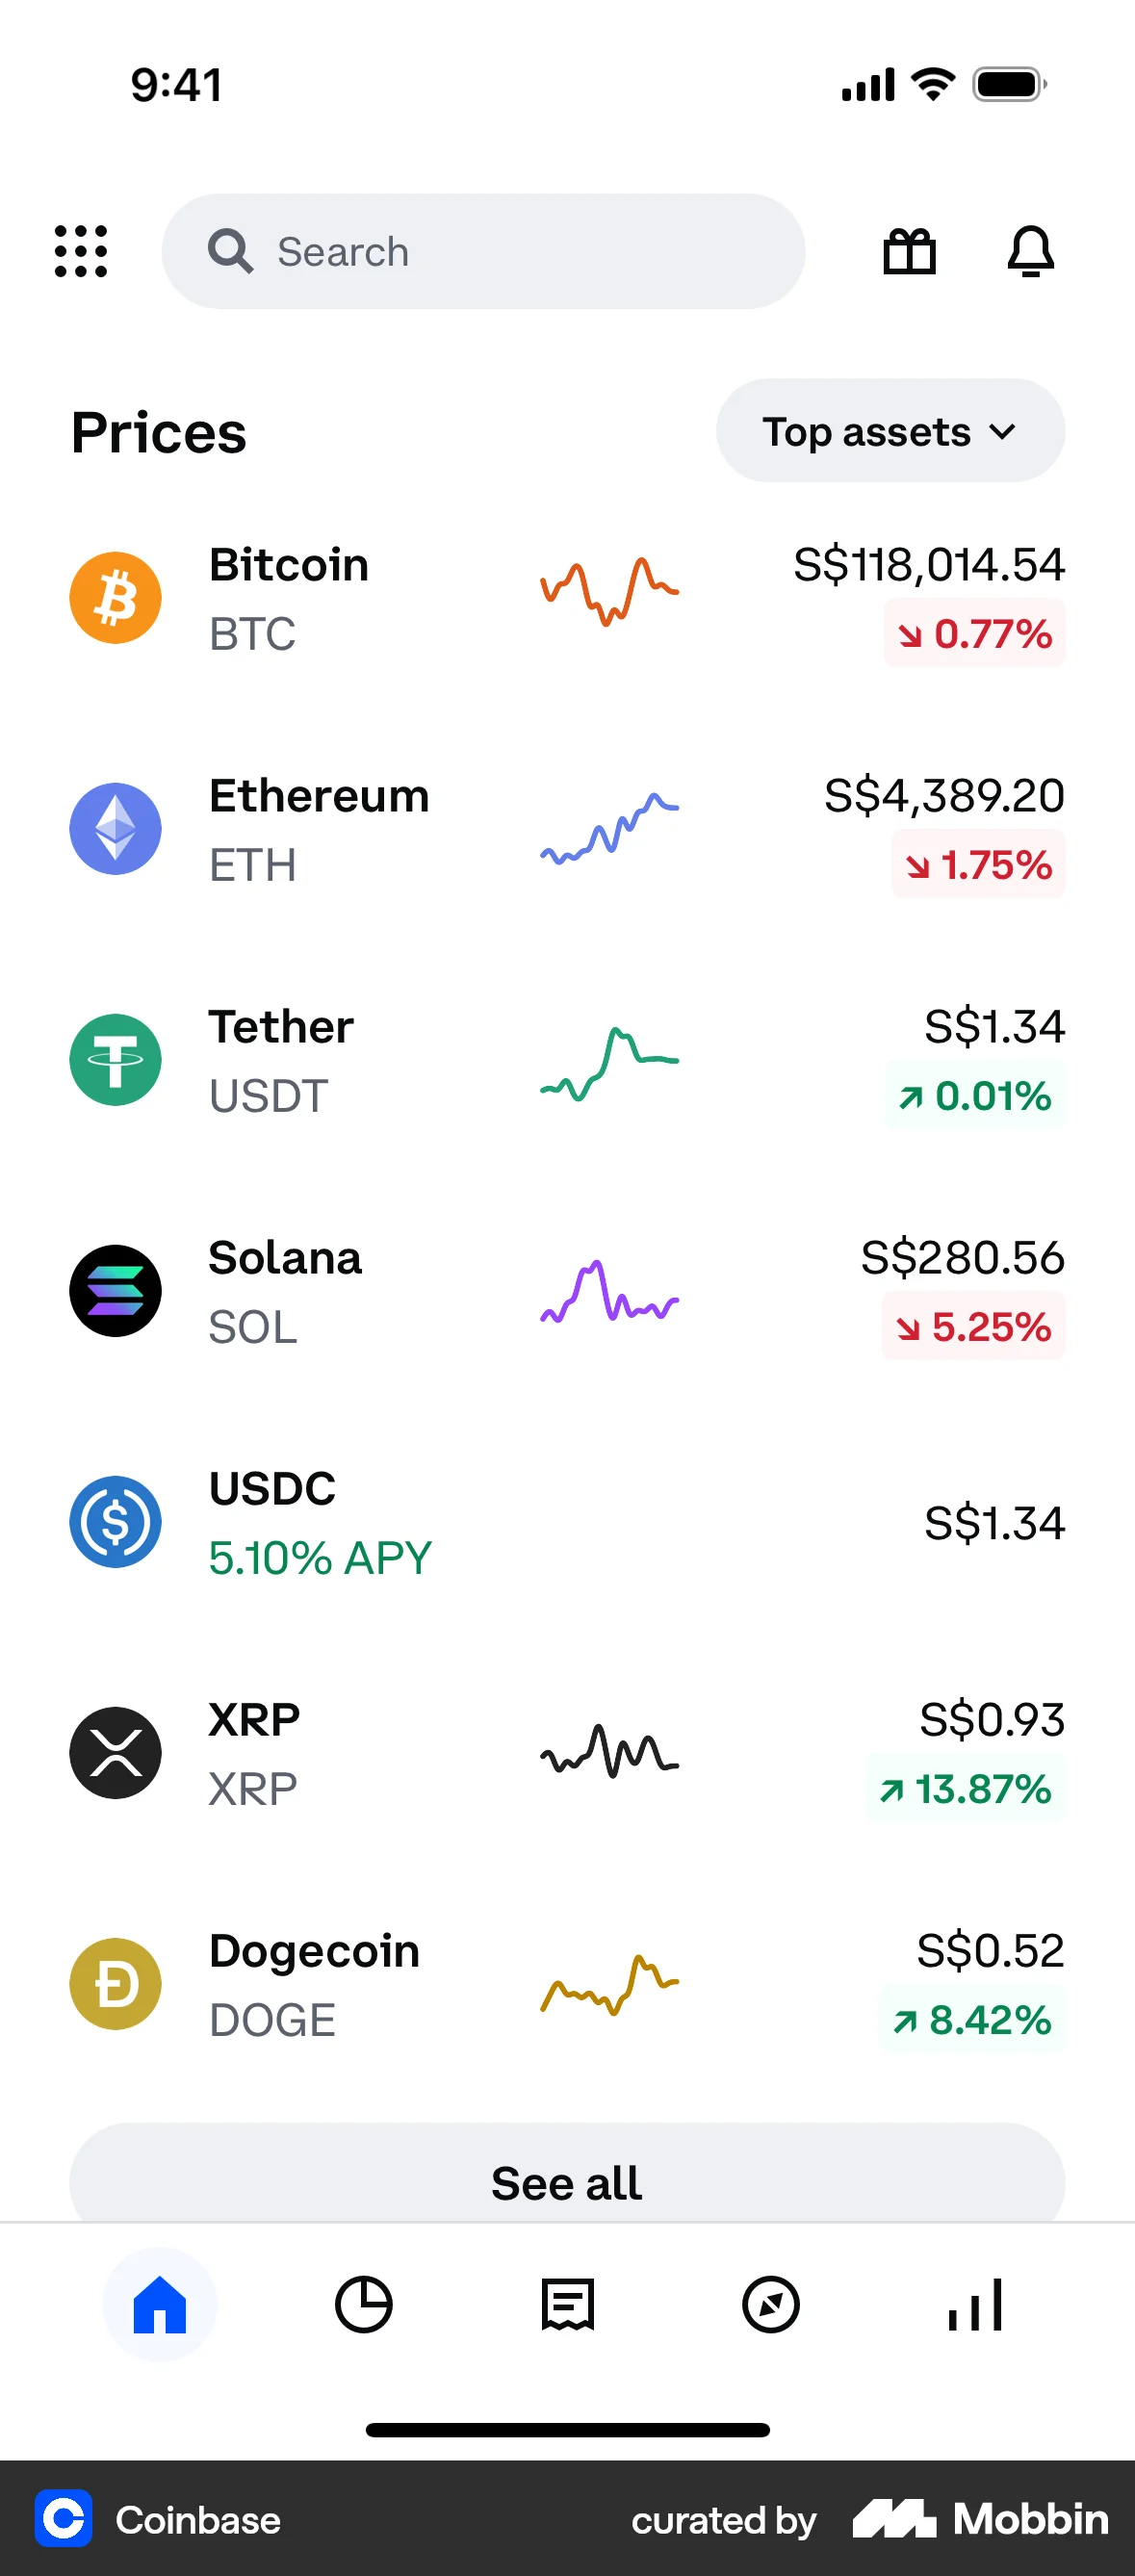 9:41
Search
Prices
Top assets
Bitcoin
S$118,014.54
BTC
↘ 0.77%
Ethereum
S$4,389.20
ETH
↘ 1.75%
Tether
S$1.34
USDT
↗ 0.01%
Solana
S$280.56
SOL
↘ 5.25%
USDC
S$1.34
5.10% APY
XRP
S$0.93
XRP
↗ 13.87%
Dogecoin
S$0.52
DOGE
↗ 8.42%
See all
Coinbase
curated by Mobbin